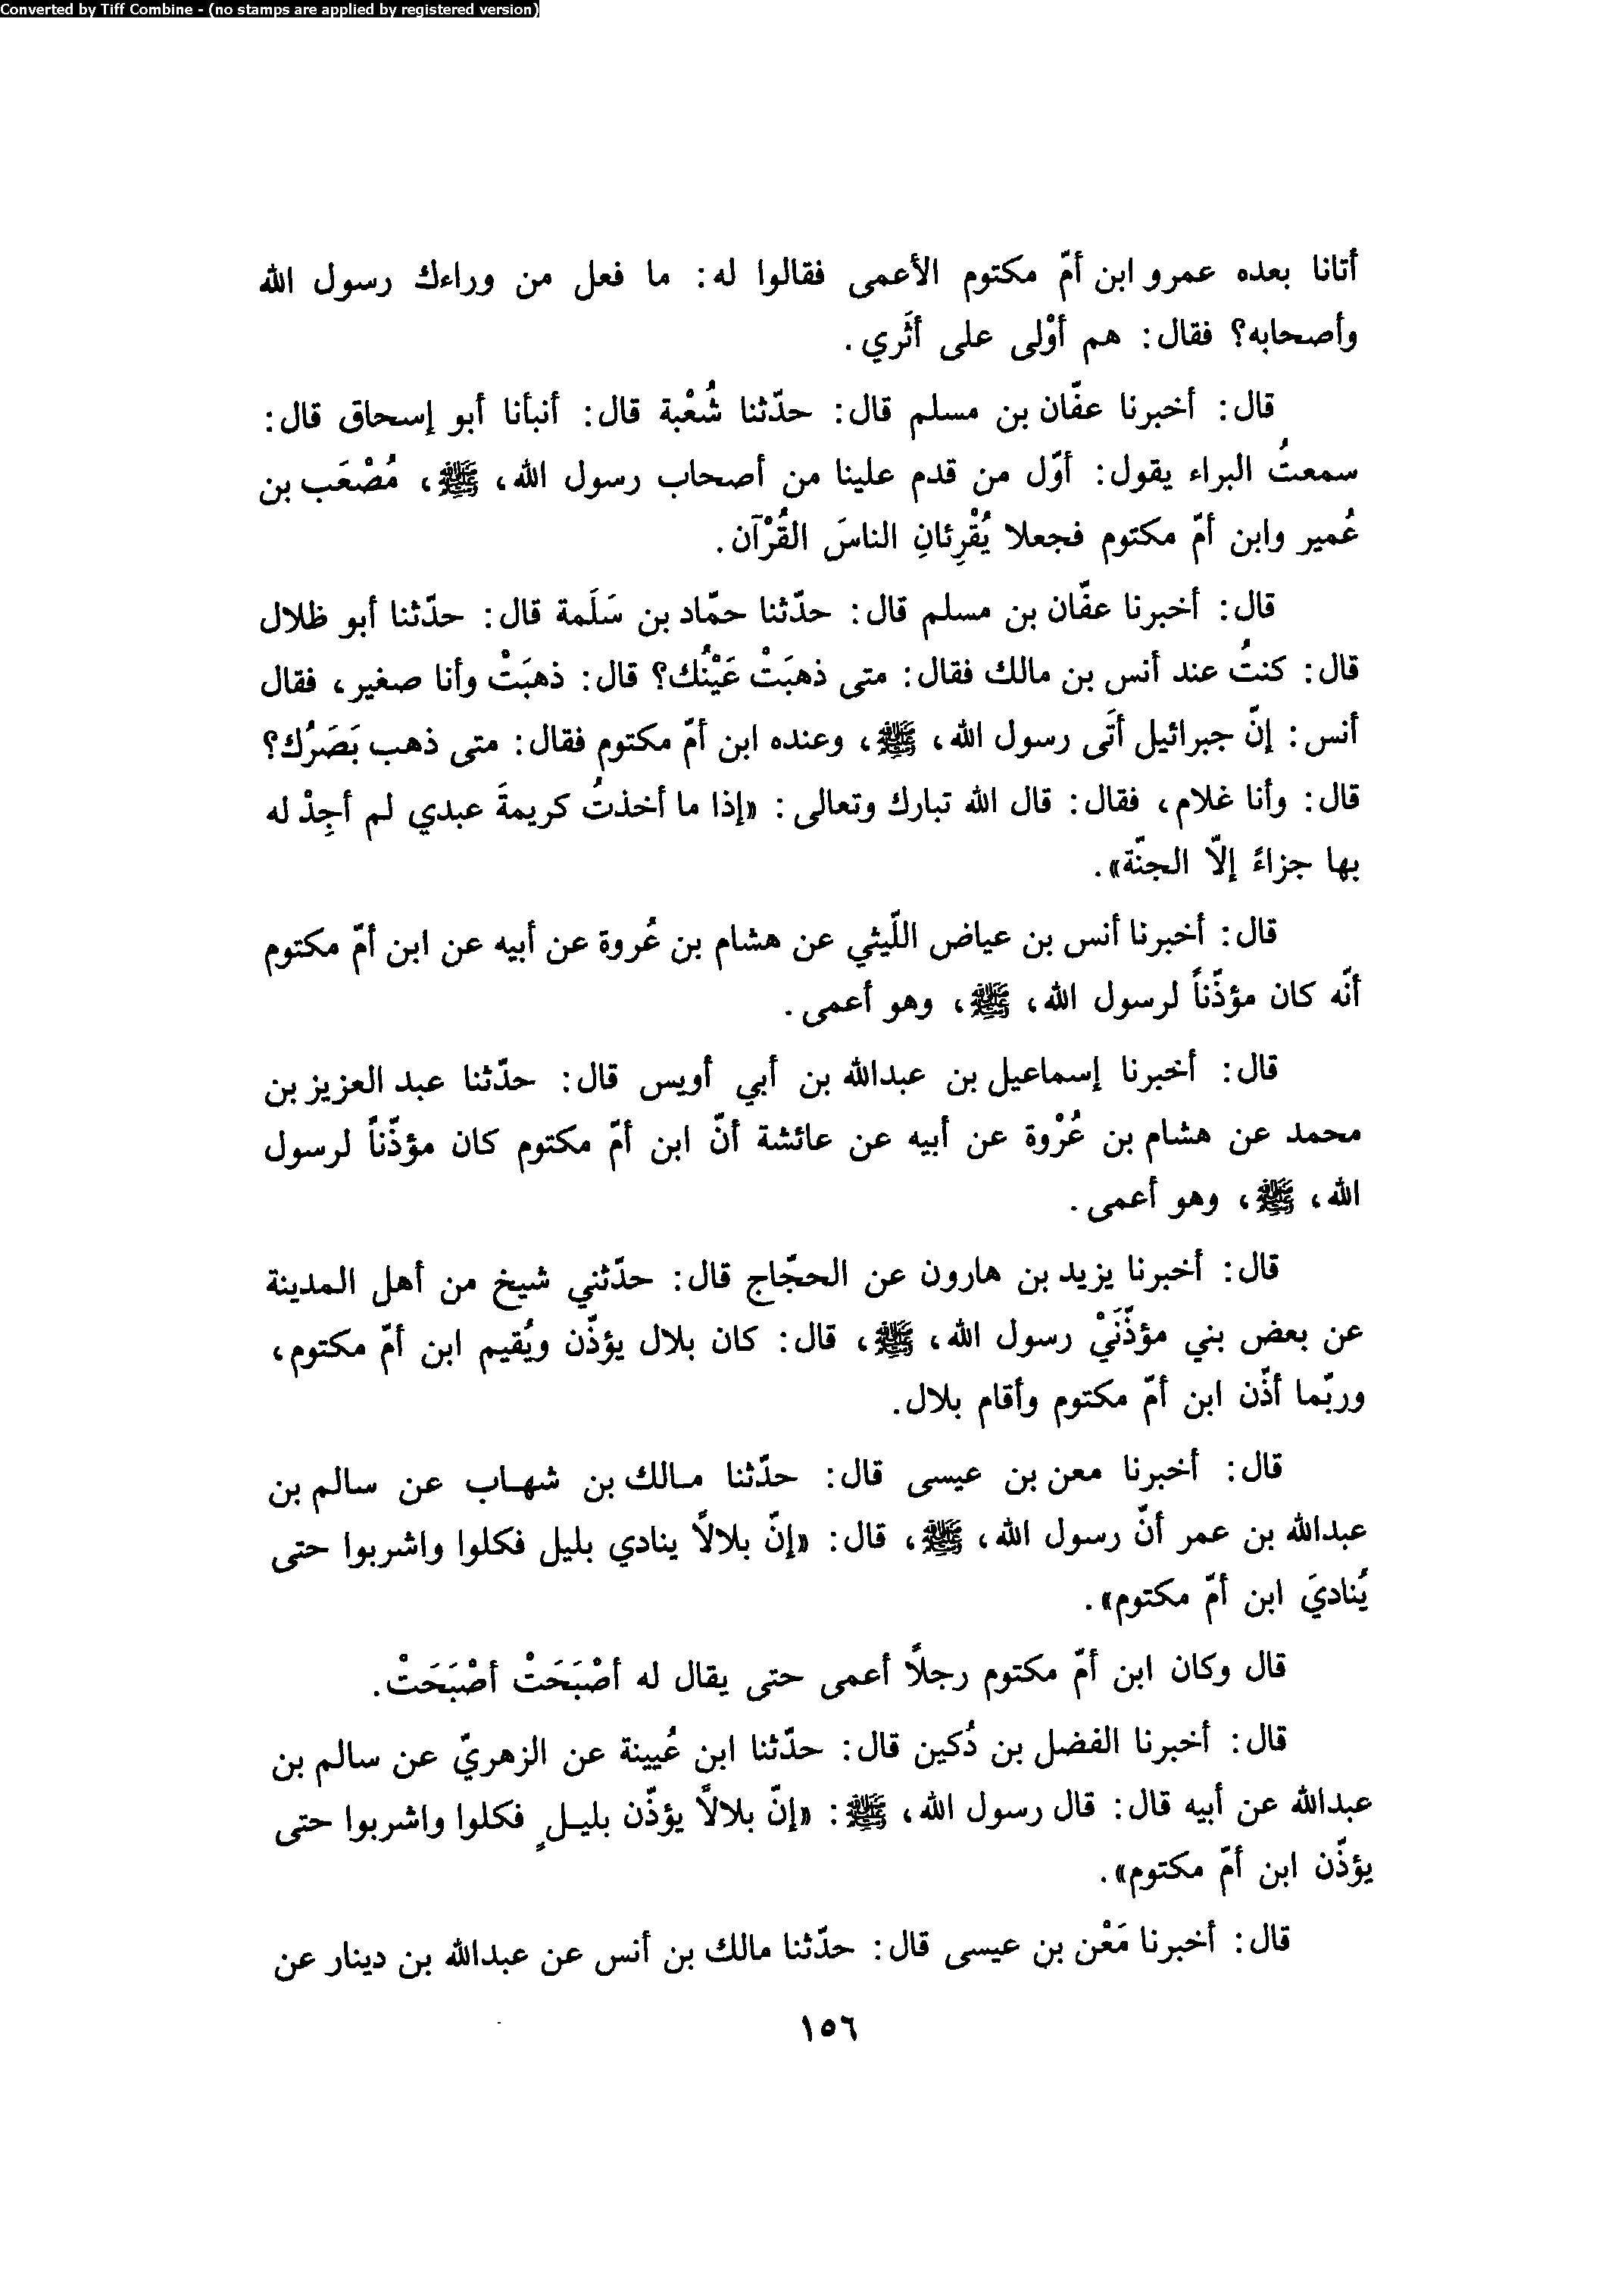 Converted by Tiff Combine - (no stamps are applied by registered version)
أتانا بعده عمرو ابن أمّ مكتوم الأعمى فقالوا له: ما فعل من وراءك رسول الله
وأصحابه؟ فقال: هم أوْلى على أثَري.
قال: أخبرنا عفّان بن مسلم قال: حدّثنا شُعْبة قال: أنبأنا أبو إسحاق قال:
سمعتُ البراء يقول: أوّل من قدم علينا من أصحاب رسول الله، ﷺ، مُصْعَب بن
عُمير وابن أمّ مكتوم فجعلا يُقْرِئانِ الناسَ القُرْآن.
قال: أخبرنا عفّان بن مسلم قال: حدّثنا حمّاد بن سَلَمة قال: حدّثنا أبو ظلال
قال: كنتُ عند أنس بن مالك فقال: متى ذهبَتْ عَيْنُك؟ قال: ذهبَتْ وأنا صغير، فقال
أنس: إنّ جبرائيل أتَى رسول الله، ﷺ، وعنده ابن أمّ مكتوم فقال: متى ذهب بَصَرُك؟
قال: وأنا غلام، فقال: قال الله تبارك وتعالى: «إذا ما أخذتُ كريمةَ عبدي لم أجِدْ له
بها جزاءً إلاّ الجنّة».
قال: أخبرنا أنس بن عياض اللّيثي عن هشام بن عُروة عن أبيه عن ابن أمّ مكتوم
أنّه كان مؤذّناً لرسول الله، ﷺ، وهو أعمى.
قال: أخبرنا إسماعيل بن عبدالله بن أبي أويس قال: حدّثنا عبد العزيز بن
محمد عن هشام بن عُرْوة عن أبيه عن عائشة أنّ ابن أمّ مكتوم كان مؤذّناً لرسول
الله، ﷺ، وهو أعمى.
قال: أخبرنا يزيد بن هارون عن الحجّاج قال: حدّثني شيخ من أهل المدينة
عن بعض بني مؤذّنَيْ رسول الله، ﷺ، قال: كان بلال يؤذّن ويُقيم ابن أمّ مكتوم،
وربّما أذّن ابن أمّ مكتوم وأقام بلال.
قال: أخبرنا معن بن عيسى قال: حدّثنا مالك بن شهاب عن سالم بن
عبدالله بن عمر أنّ رسول الله، ﷺ، قال: «إنّ بلالاً ينادي بليل فكلوا واشربوا حتى
يُناديَ ابن أمّ مكتوم».
قال وكان ابن أمّ مكتوم رجلاً أعمى حتى يقال له أصْبَحَتْ أصْبَحَتْ.
قال: أخبرنا الفضل بن دُكين قال: حدّثنا ابن عُيينة عن الزهريّ عن سالم بن
عبدالله عن أبيه قال: قال رسول الله، ﷺ: «إنّ بلالاً يؤذّن بليلٍ فكلوا واشربوا حتى
يؤذّن ابن أمّ مكتوم».
قال: أخبرنا مَعْن بن عيسى قال: حدّثنا مالك بن أنس عن عبدالله بن دينار عن
١٥٦